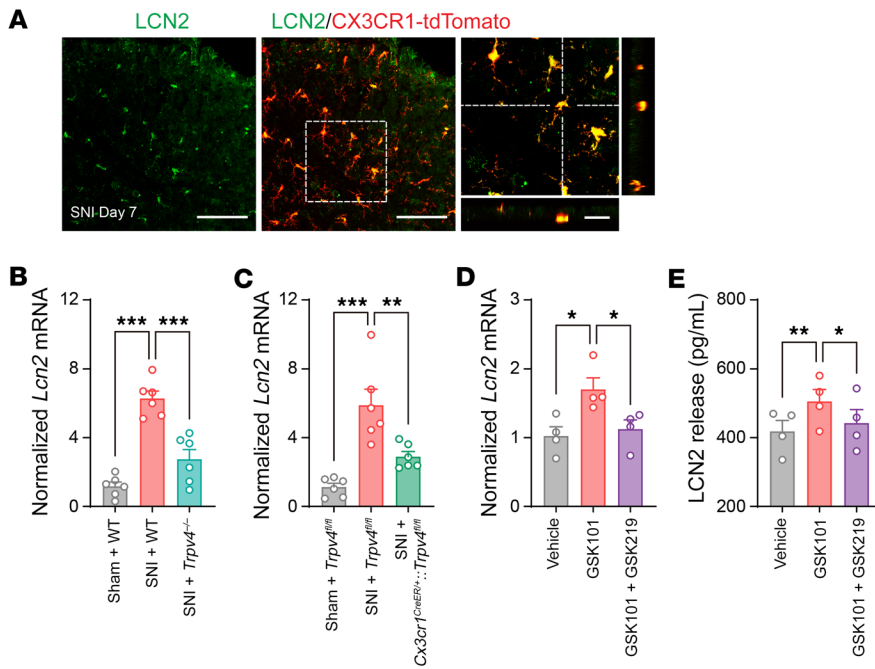 A
LCN2
LCN2/CX3CR1-tdTomato
SNI Day 7
B
Normalized Lcn2 mRNA
12
8
4
0
***
***
Sham + WT
SNI + WT
SNI + Trpv4–/–
C
Normalized Lcn2 mRNA
12
8
4
0
***
**
Sham + Trpv4fl/fl
SNI + Trpv4fl/fl
SNI +
Cx3cr1CreER/+::Trpv4fl/fl
D
Normalized Lcn2 mRNA
3
2
1
0
*
*
Vehicle
GSK101
GSK101 + GSK219
E
LCN2 release (pg/mL)
800
600
400
200
**
*
Vehicle
GSK101
GSK101 + GSK219